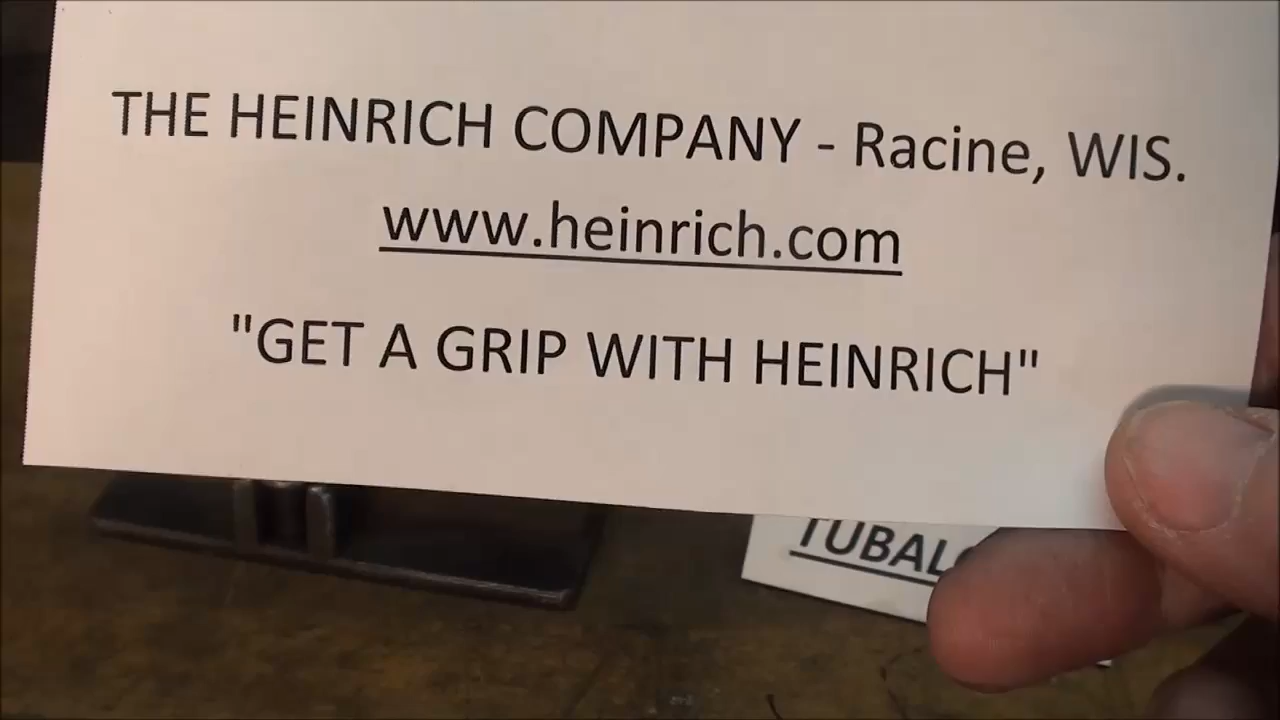 THE HEINRICH COMPANY - Racine, WIS.
www.heinrich.com
"GET A GRIP WITH HEINRICH"